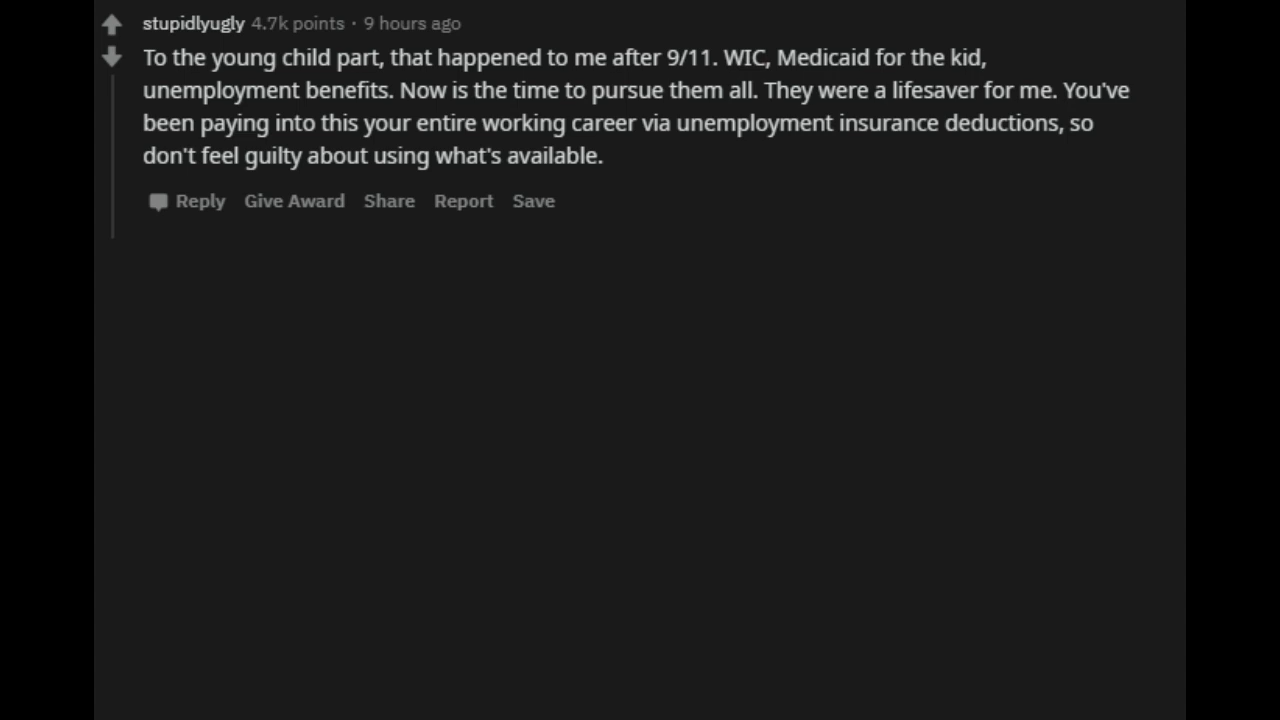 stupidlyugly 4.7k points · 9 hours ago
To the young child part, that happened to me after 9/11. WIC, Medicaid for the kid,
unemployment benefits. Now is the time to pursue them all. They were a lifesaver for me. You've
been paying into this your entire working career via unemployment insurance deductions, so
don't feel guilty about using what's available.
Reply Give Award Share Report Save